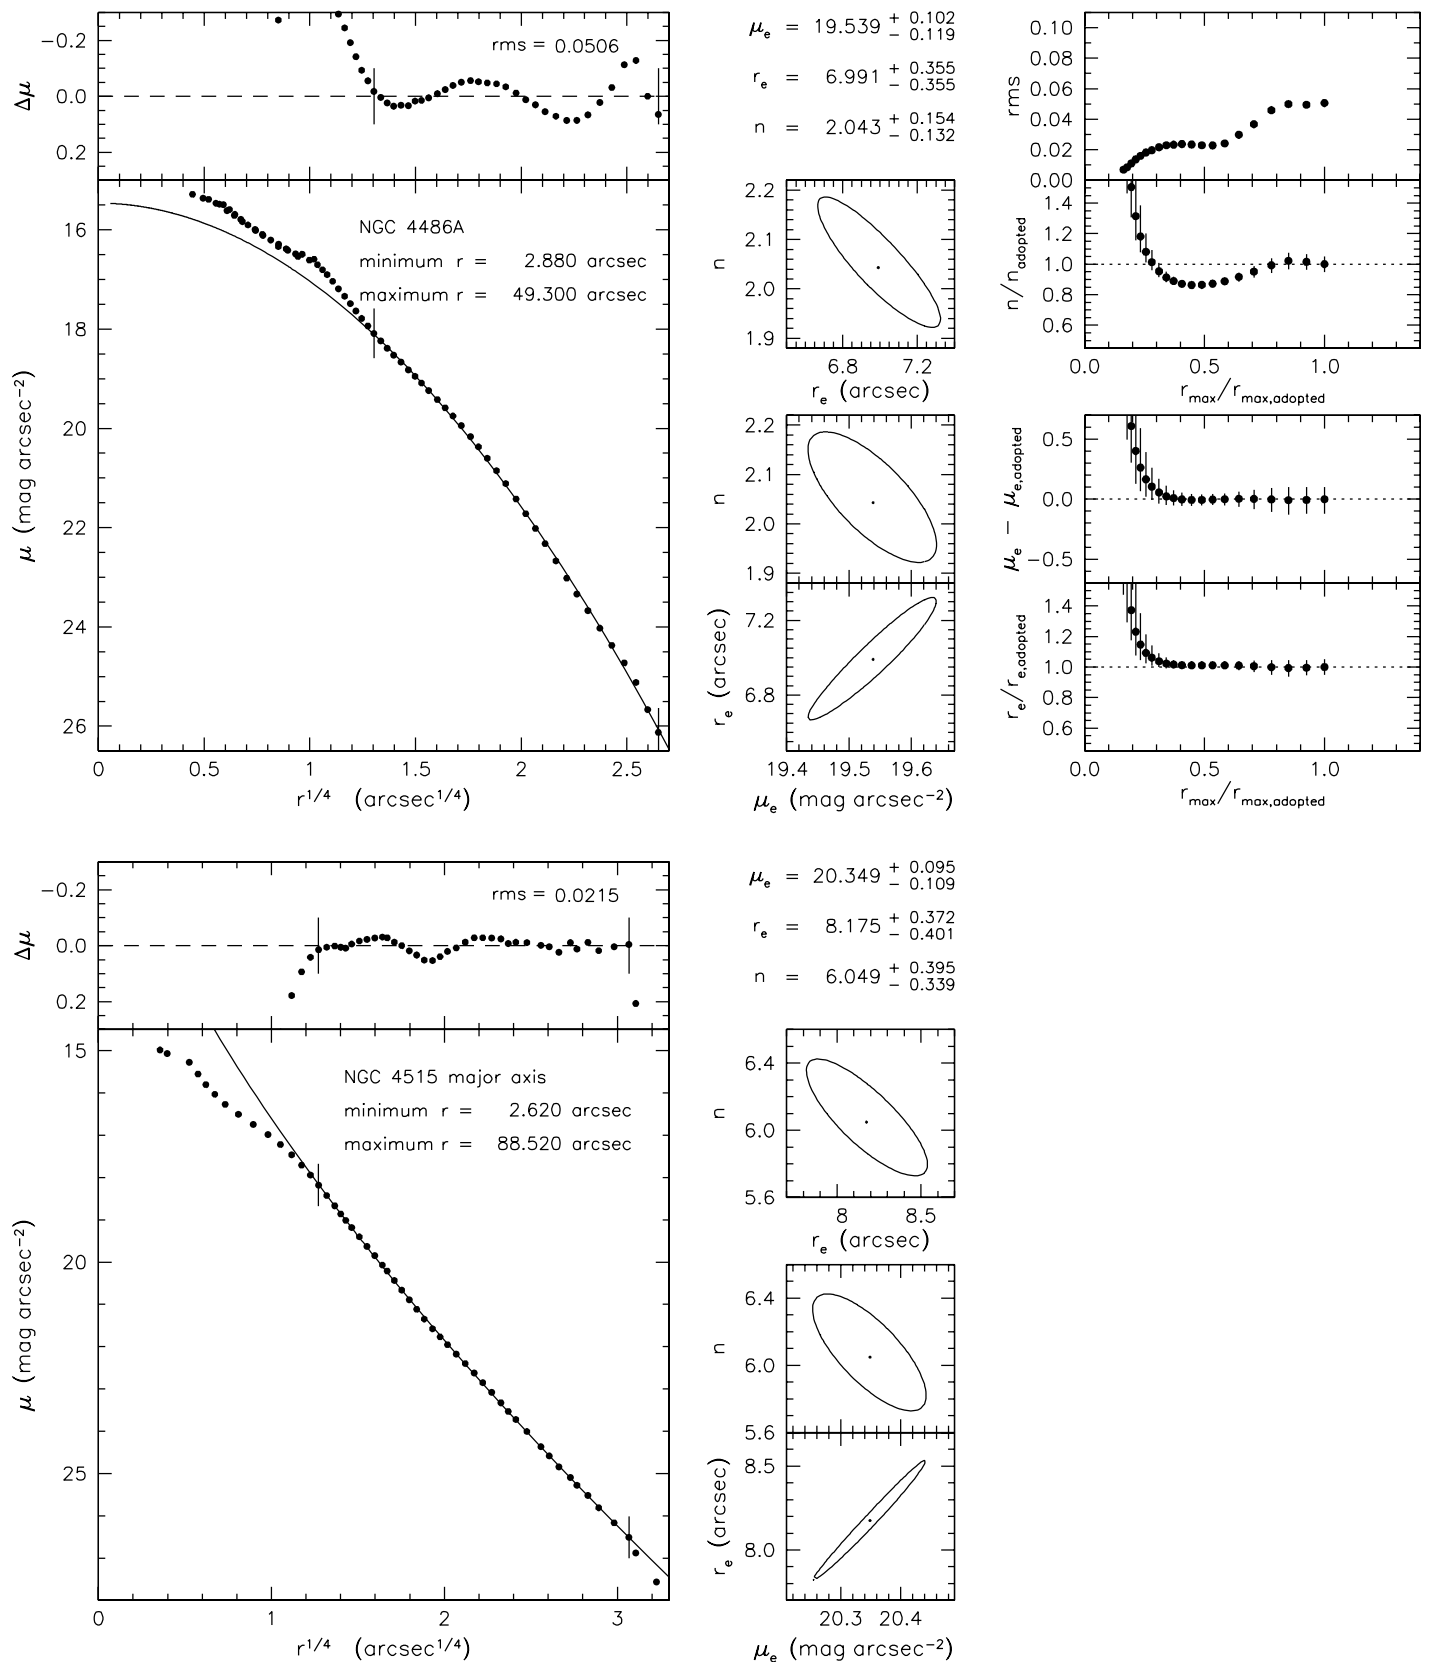 −0.2
0.0
0.2
Δμ
rms = 0.0506
16
18
20
22
24
26
μ (mag arcsec−2)
NGC 4486A
minimum r = 2.880 arcsec
maximum r = 49.300 arcsec
0 0.5 1 1.5 2 2.5
r1/4 (arcsec1/4)
μe = 19.539 + 0.102 − 0.119
re = 6.991 + 0.355 − 0.355
n = 2.043 + 0.154 − 0.132
2.2
2.1
2.0
1.9
n
6.8 7.2
re (arcsec)
2.2
2.1
2.0
1.9
n
7.2
6.8
re (arcsec)
19.4 19.5 19.6
μe (mag arcsec−2)
0.10
0.08
0.06
0.04
0.02
0.00
rms
1.4
1.2
1.0
0.8
0.6
n/nadopted
0.0 0.5 1.0
rmax/rmax,adopted
0.5
0.0
−0.5
μe − μe,adopted
1.4
1.2
1.0
0.8
0.6
re/re,adopted
0.0 0.5 1.0
rmax/rmax,adopted
−0.2
0.0
0.2
Δμ
rms = 0.0215
15
20
25
μ (mag arcsec−2)
NGC 4515 major axis
minimum r = 2.620 arcsec
maximum r = 88.520 arcsec
0 1 2 3
r1/4 (arcsec1/4)
μe = 20.349 + 0.095 − 0.109
re = 8.175 + 0.372 − 0.401
n = 6.049 + 0.395 − 0.339
6.4
6.0
5.6
n
8 8.5
re (arcsec)
6.4
6.0
5.6
n
8.5
8.0
re (arcsec)
20.3 20.4
μe (mag arcsec−2)